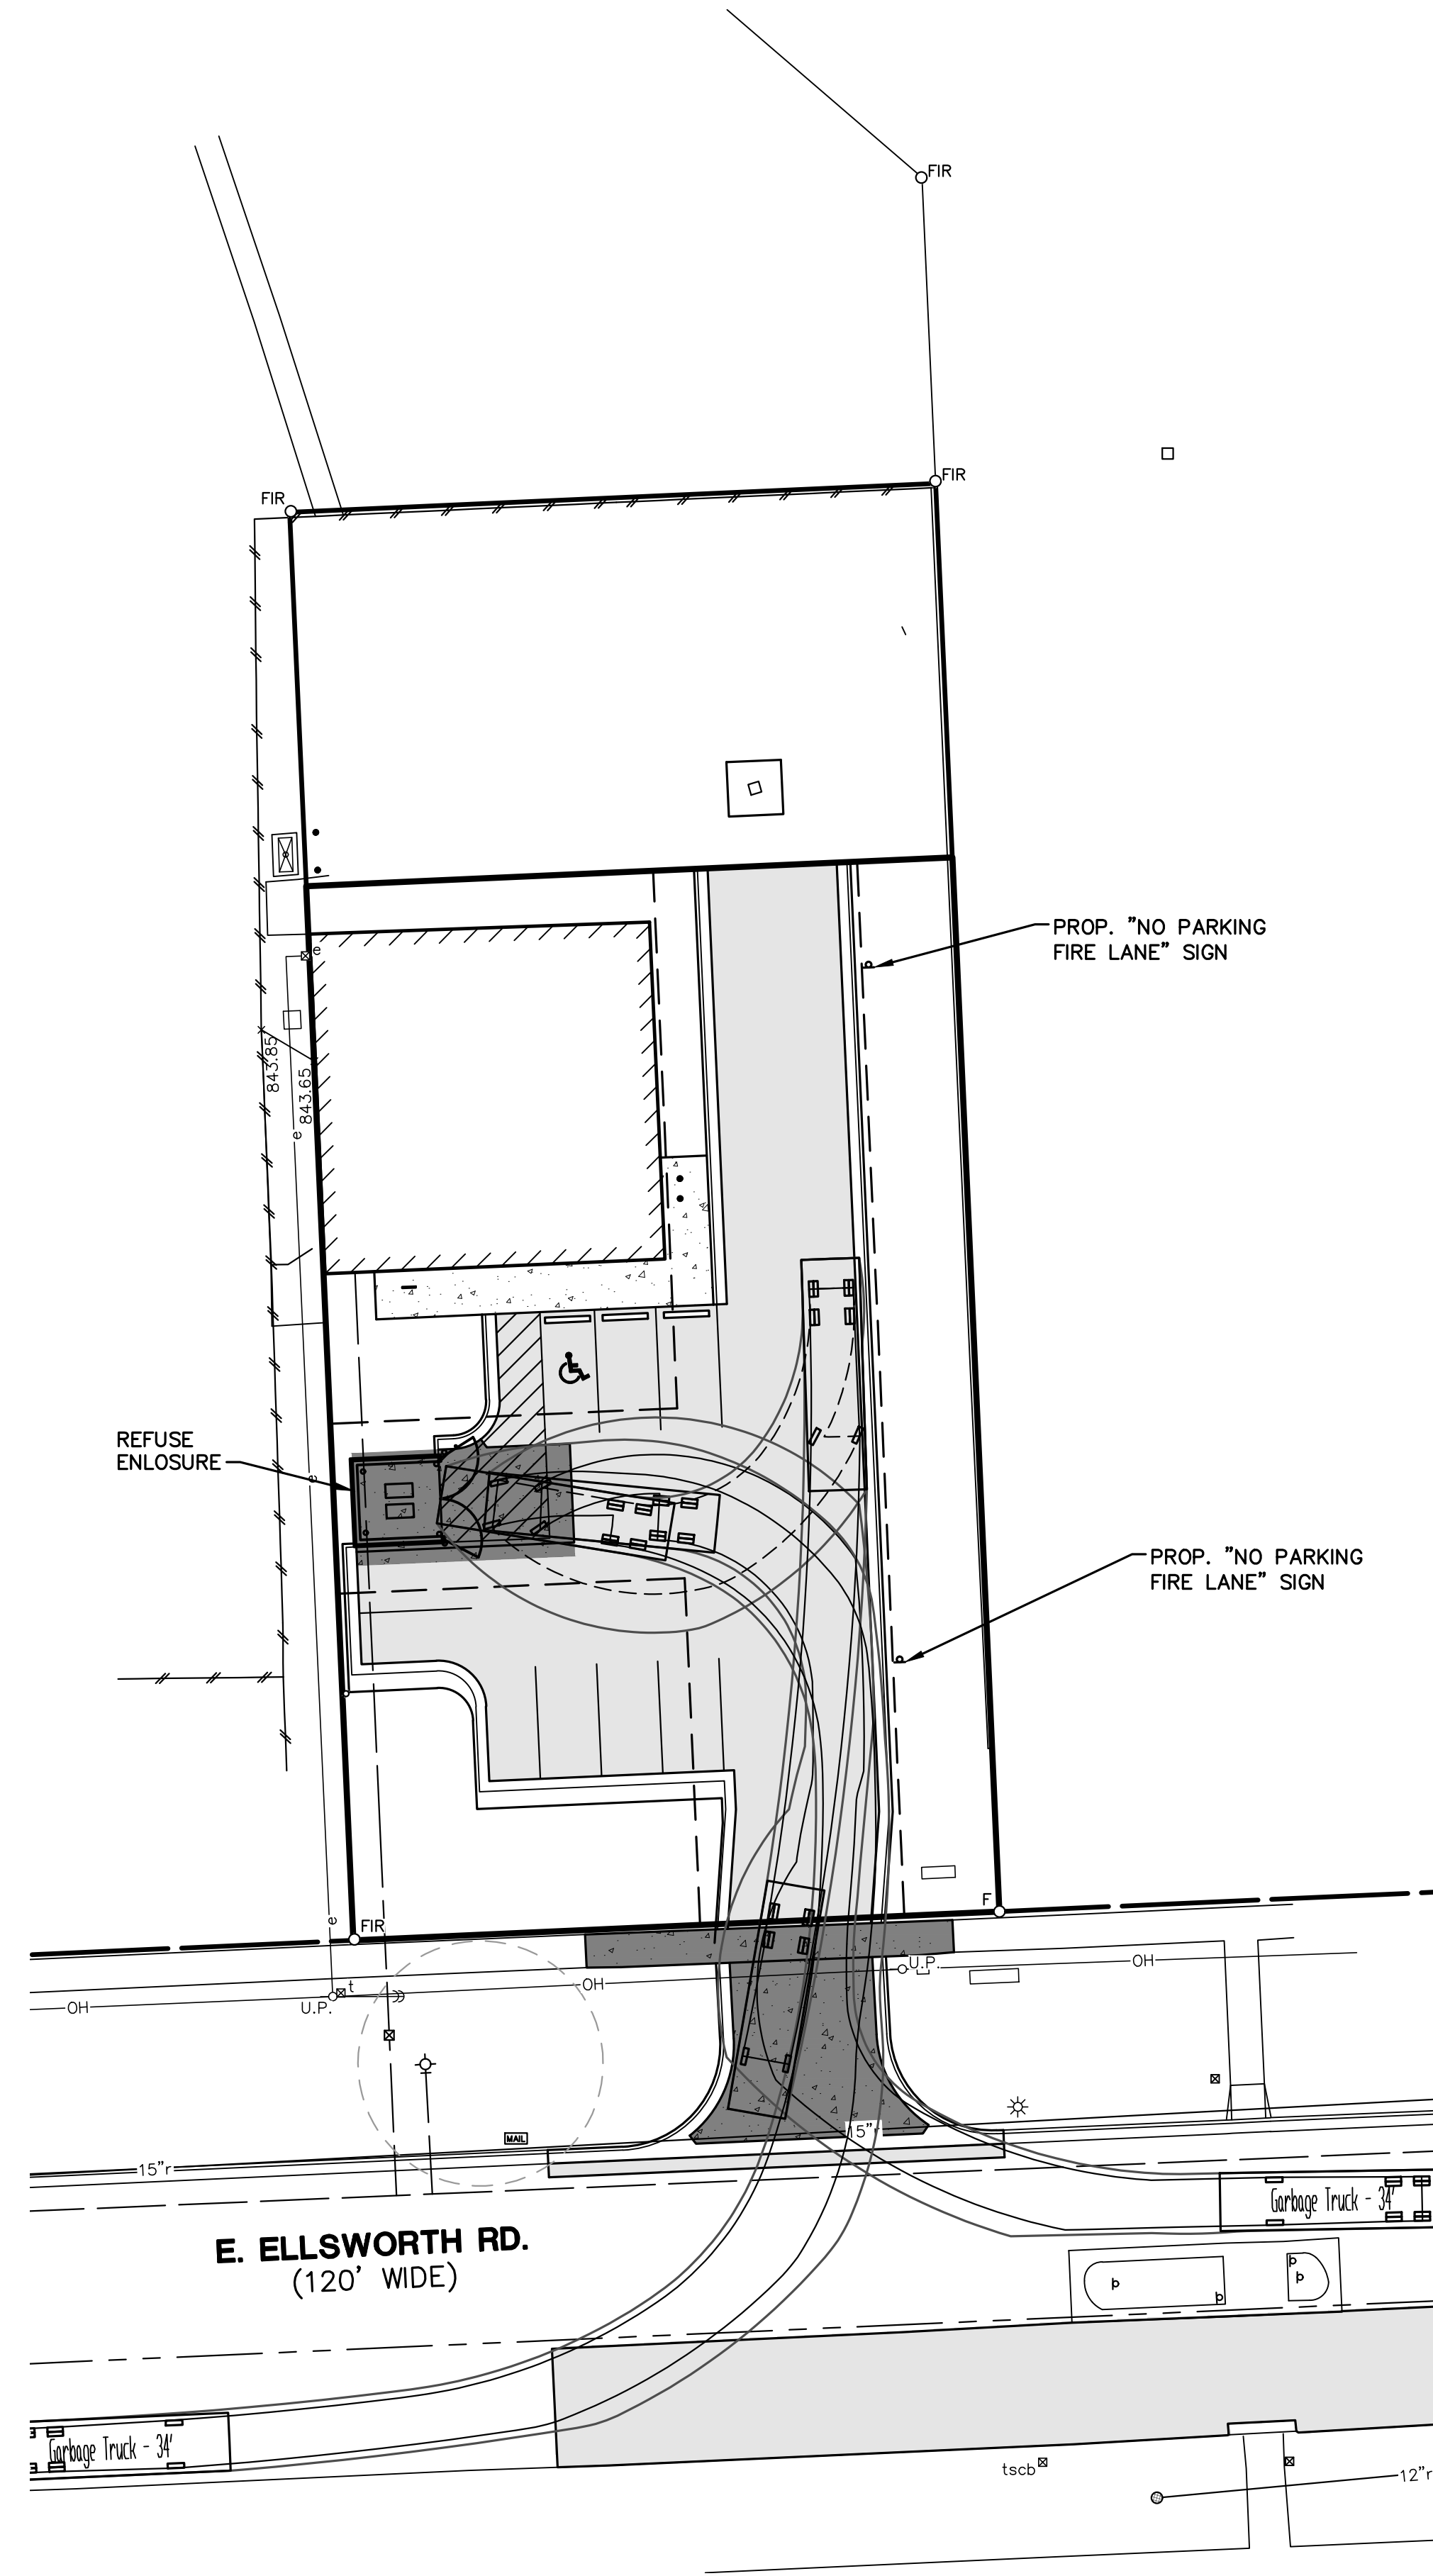 FIR
FIR
FIR
PROP. "NO PARKING
FIRE LANE" SIGN
e
843.85
843.65
e
REFUSE
ENLOSURE
e
PROP. "NO PARKING
FIRE LANE" SIGN
e
FIR
F
OH
U.P.
t
OH
U.P.
OH
MAIL
15"r
15"r
Garbage Truck - 34'
E. ELLSWORTH RD.
(120' WIDE)
Garbage Truck - 34'
tscb
12"r